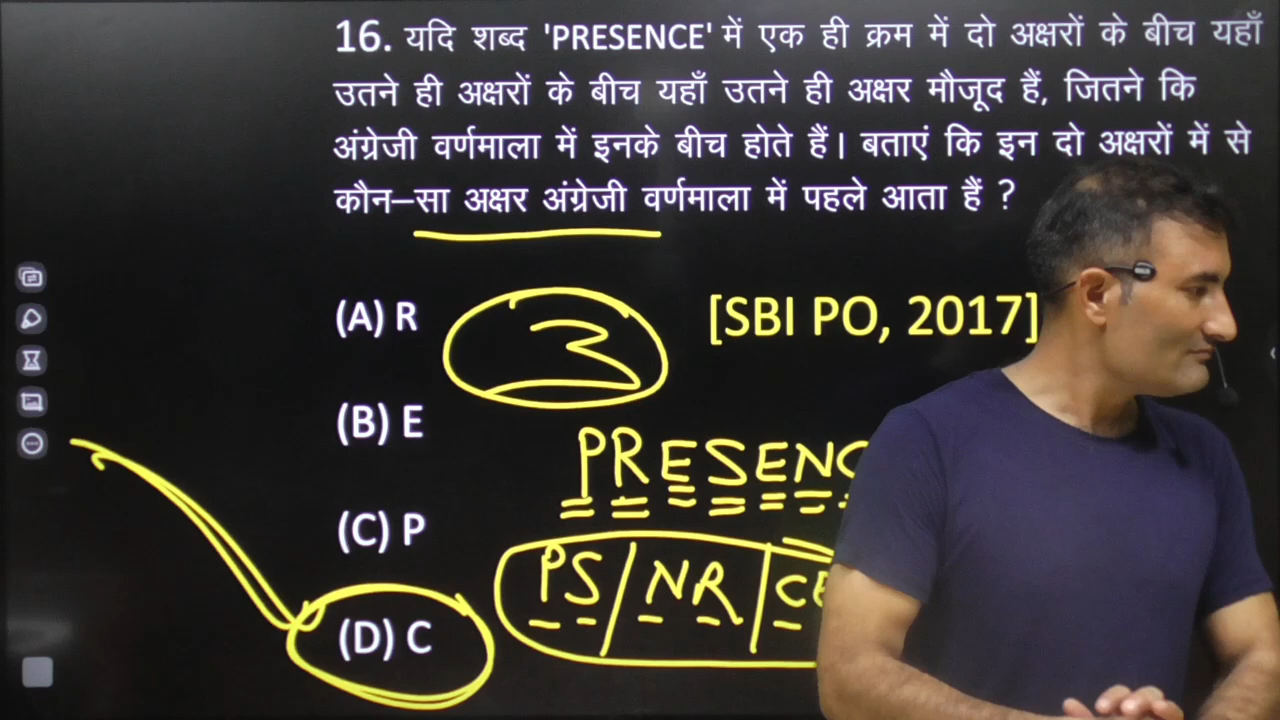 16. यदि शब्द 'PRESENCE' में एक ही क्रम में दो अक्षरों के बीच यहाँ
उतने ही अक्षरों के बीच यहाँ उतने ही अक्षर मौजूद हैं, जितने कि
अंग्रेजी वर्णमाला में इनके बीच होते हैं। बताएं कि इन दो अक्षरों में से
कौन–सा अक्षर अंग्रेजी वर्णमाला में पहले आता हैं ?
(A) R
3
[SBI PO, 2017]
(B) E
PRESENC
(C) P
PS/NR/CE
(D) C